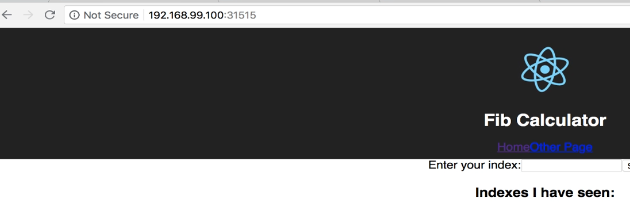 Not Secure 192.168.99.100:31515
Fib Calculator
HomeOther Page
Enter your index:
Indexes I have seen: